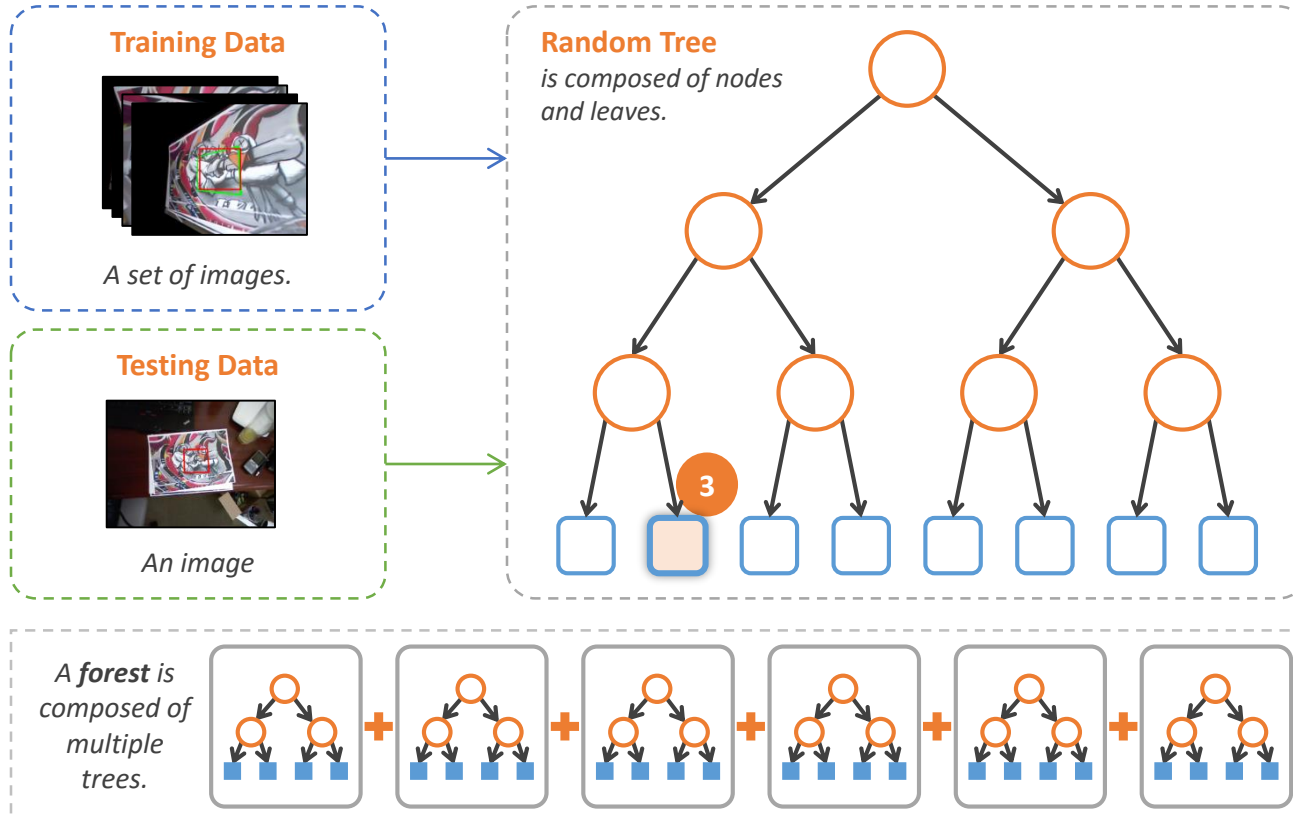 Training Data
A set of images.
Testing Data
An image
Random Tree
is composed of nodes
and leaves.
3
A forest is
composed of
multiple
trees.